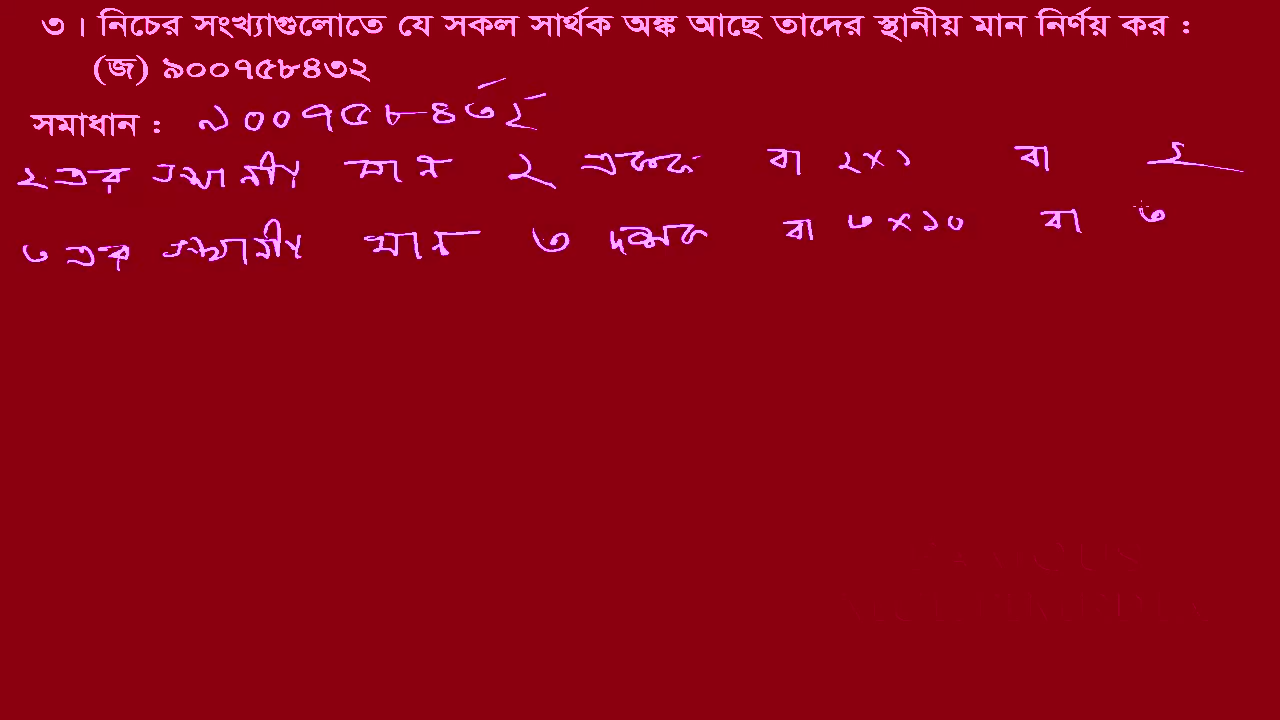 ৩ । নিচের সংখ্যাগুলোতে যে সকল সার্থক অঙ্ক আছে তাদের স্থানীয় মান নির্ণয় কর :
(জ) ৯০০৭৫৮৪৩২
সমাধান : ৯০০৭৫৮৪৩২
২ এর স্থানীয় মান ২ একক বা ২×১ বা ২
৩ এর স্থানীয় মান ৩ দশক বা ৩×১০ বা ৩